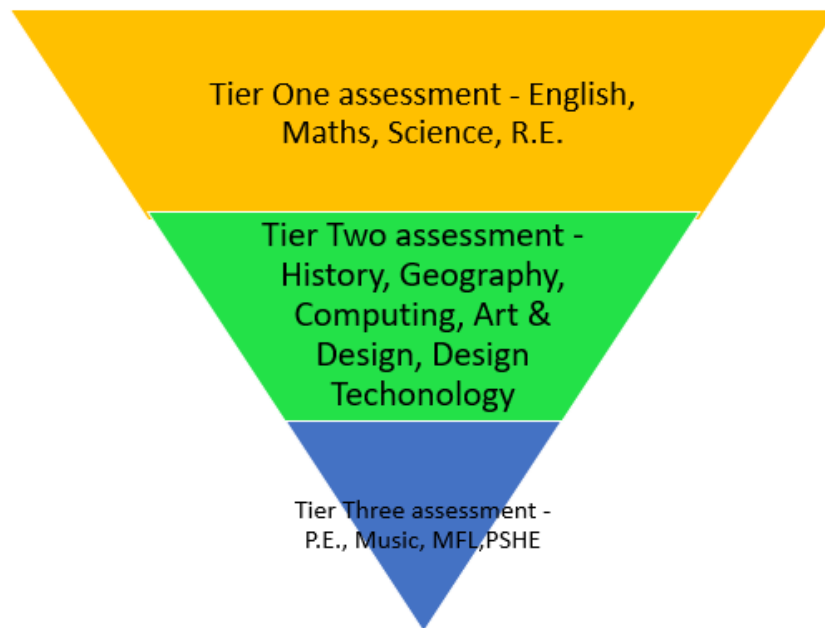 Tier One assessment - English,
Maths, Science, R.E.
Tier Two assessment -
History, Geography,
Computing, Art &
Design, Design
Techonology
Tier Three assessment -
P.E., Music, MFL,PSHE